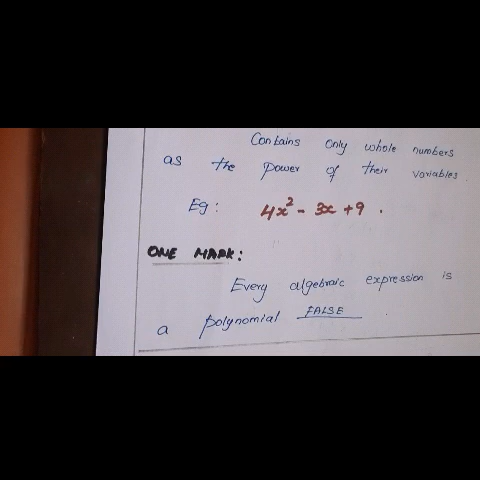 Contains only whole numbers
as the power of their variables
Eg: 4x² - 3x + 9 .
ONE MARK:
Every algebraic expression is
a polynomial FALSE